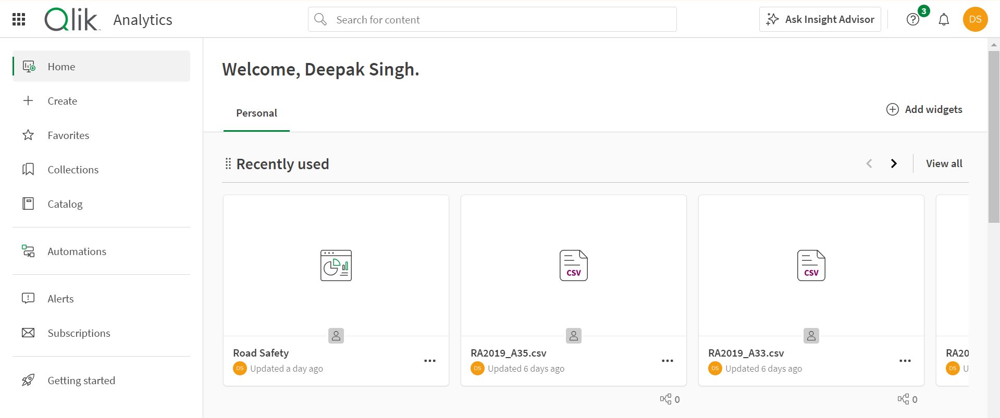 Qlik Analytics
Search for content
Ask Insight Advisor
3
DS
Home
Create
Favorites
Collections
Catalog
Automations
Alerts
Subscriptions
Getting started
Welcome, Deepak Singh.
Personal
Add widgets
Recently used
View all
Road Safety
DS Updated a day ago
CSV
RA2019_A35.csv
DS Updated 6 days ago
0
CSV
RA2019_A33.csv
DS Updated 6 days ago
0
RA20
DS U